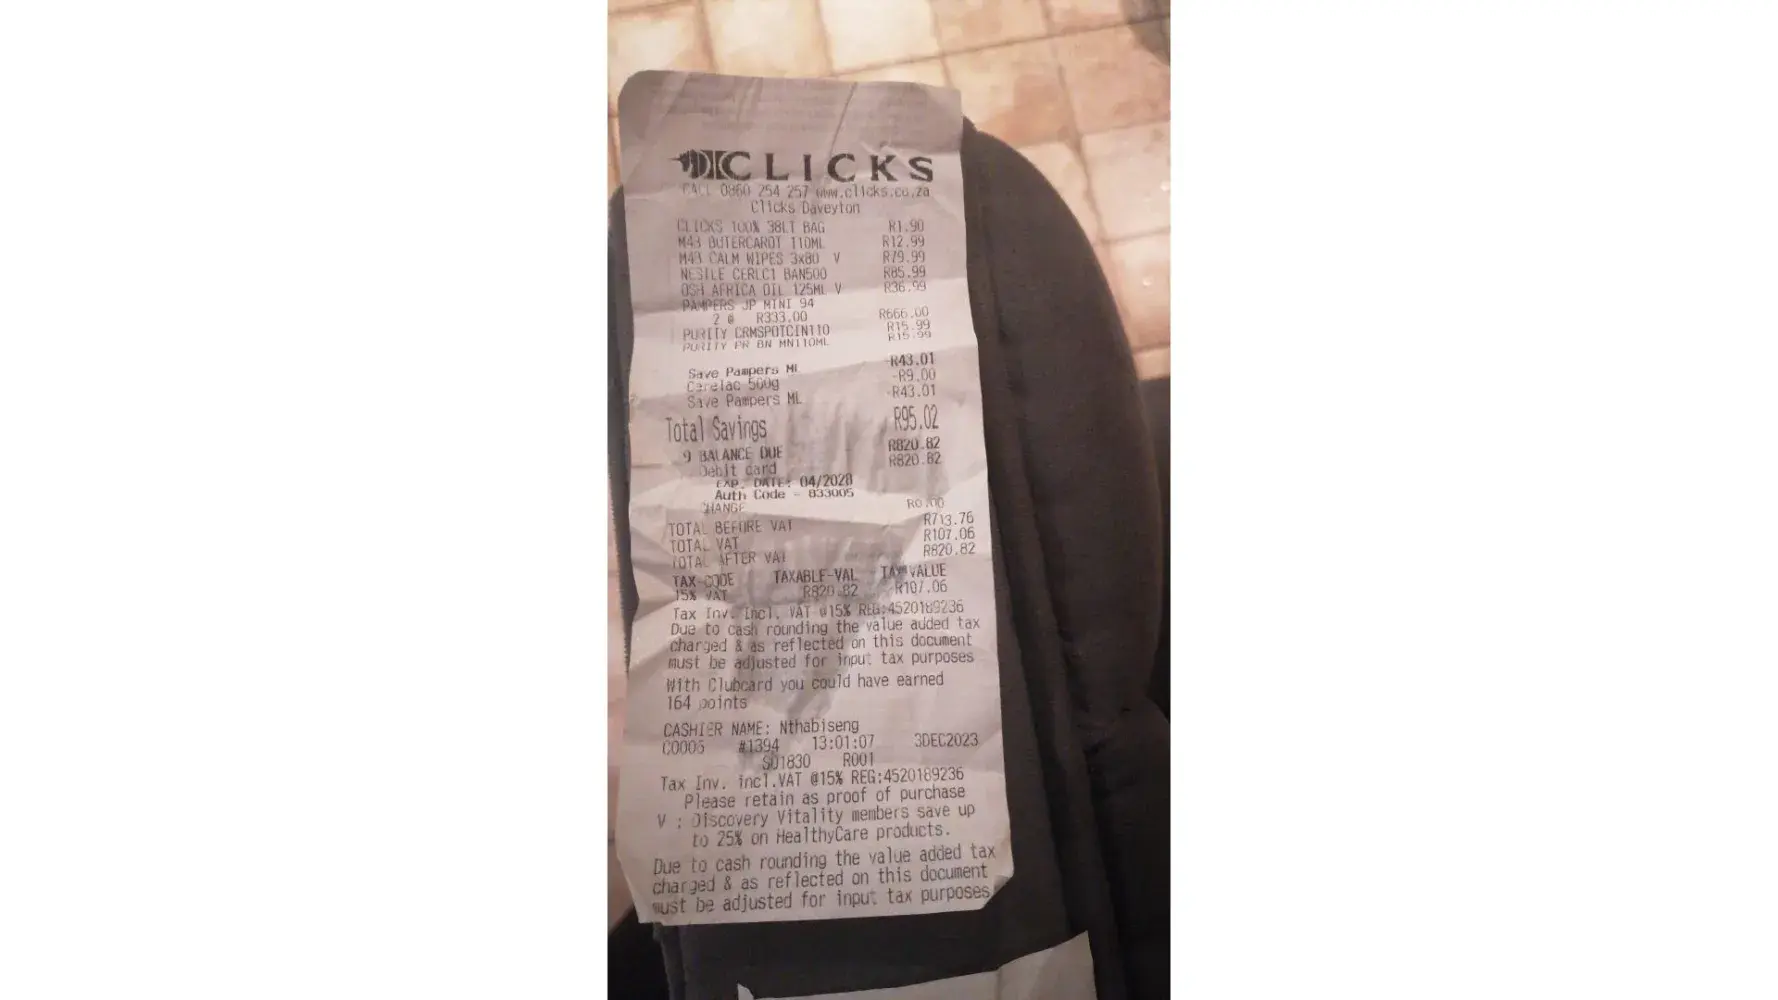 CLICKS
CALL 0860 254 257 www.clicks.co.za
Clicks Daveyton
CLICKS 100% 38LT BAG R1.90
M43 BUTERCAROT 110ML R12.99
M43 CALM WIPES 3x80 V R79.99
NESTLE CERLC1 BAN500 R85.99
OSH AFRICA OIL 125ML V R36.99
PAMPERS JP MINI 94
2 @ R333.00 R666.00
PURITY CRMSPOTCIN110 R15.99
PURITY PR BN MN110ML R15.99
Save Pampers ML -R43.01
Cerelac 500g -R9.00
Save Pampers ML -R43.01
Total Savings R95.02
9 BALANCE DUE R820.82
Debit card R820.82
EXP. DATE: 04/2028
Auth Code - 833005
CHANGE R0.00
TOTAL BEFORE VAT R713.76
TOTAL VAT R107.06
TOTAL AFTER VAT R820.82
TAX-CODE TAXABLE-VAL TAX-VALUE
15% VAT R820.82 R107.06
Tax Inv. Incl. VAT @15% REG:4520189236
Due to cash rounding the value added tax
charged & as reflected on this document
must be adjusted for input tax purposes
With Clubcard you could have earned
164 points
CASHIER NAME: Nthabiseng
C0006 #1394 13:01:07 3DEC2023
S01830 R001
Tax Inv. incl.VAT @15% REG:4520189236
Please retain as proof of purchase
V : Discovery Vitality members save up
to 25% on HealthyCare products.
Due to cash rounding the value added tax
charged & as reflected on this document
must be adjusted for input tax purposes